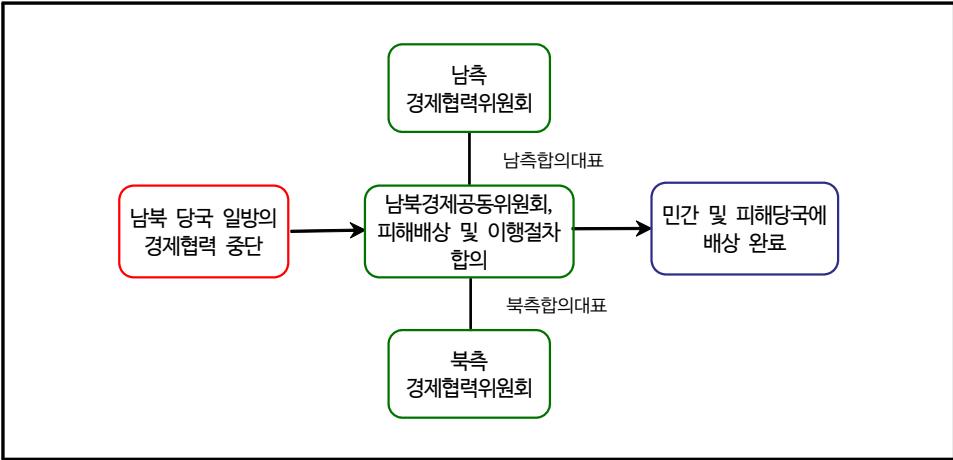 남측
경제협력위원회
남측합의대표
남북 당국 일방의
경제협력 중단
남북경제공동위원회,
피해배상 및 이행절차
합의
민간 및 피해당국에
배상 완료
북측합의대표
북측
경제협력위원회